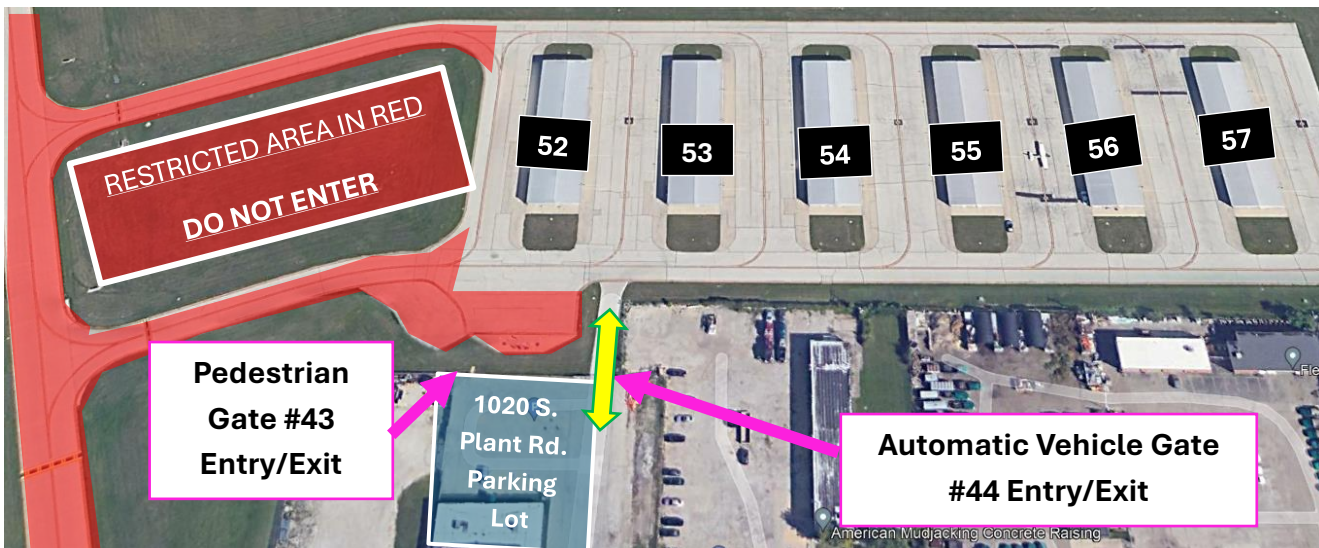 RESTRICTED AREA IN RED
DO NOT ENTER
52
53
54
55
56
57
Pedestrian
Gate #43
Entry/Exit
1020 S.
Plant Rd.
Parking
Lot
Automatic Vehicle Gate
#44 Entry/Exit
Fle
American Mudjacking Concrete Raising